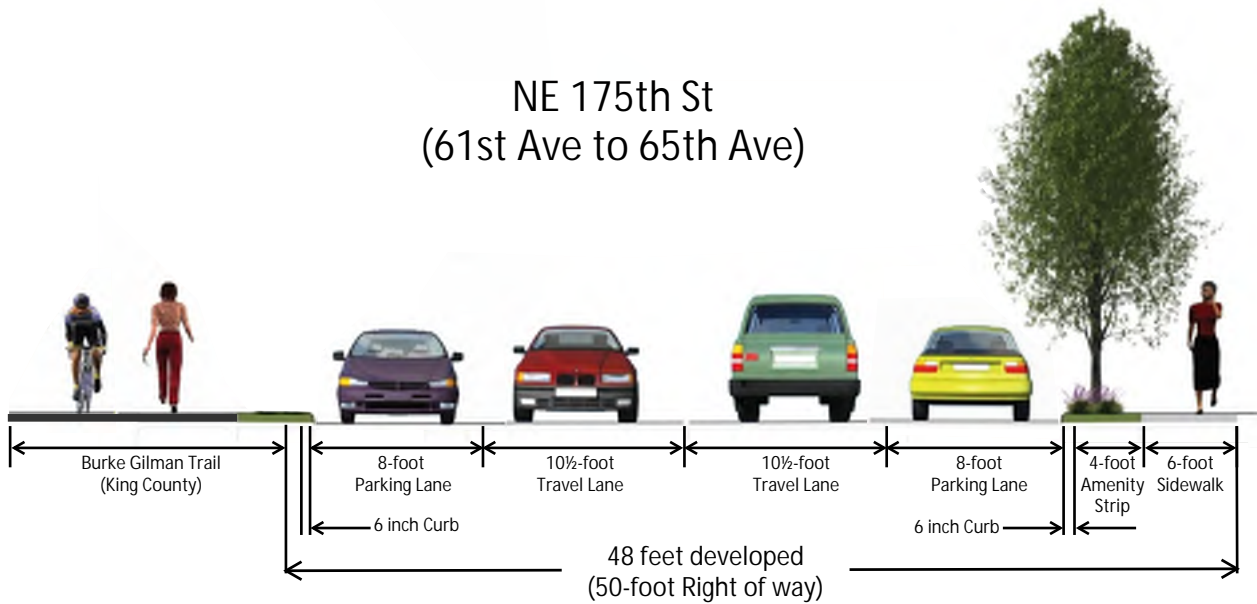 NE 175th St
(61st Ave to 65th Ave)
Burke Gilman Trail
(King County)
8-foot
Parking Lane
10½-foot
Travel Lane
10½-foot
Travel Lane
8-foot
Parking Lane
4-foot
Amenity
Strip
6-foot
Sidewalk
6 inch Curb
6 inch Curb
48 feet developed
(50-foot Right of way)